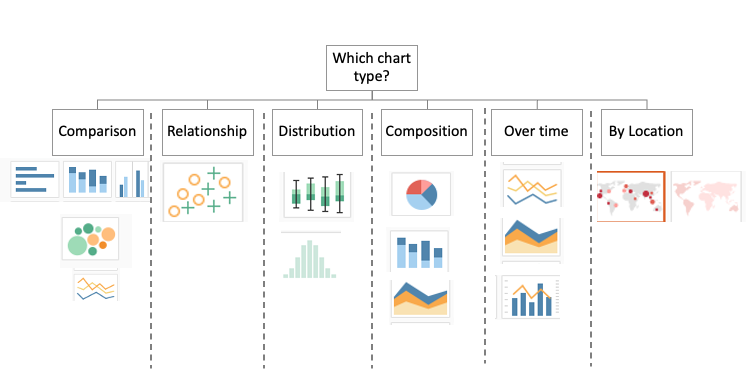 Which chart
type?
Comparison
Relationship
Distribution
Composition
Over time
By Location